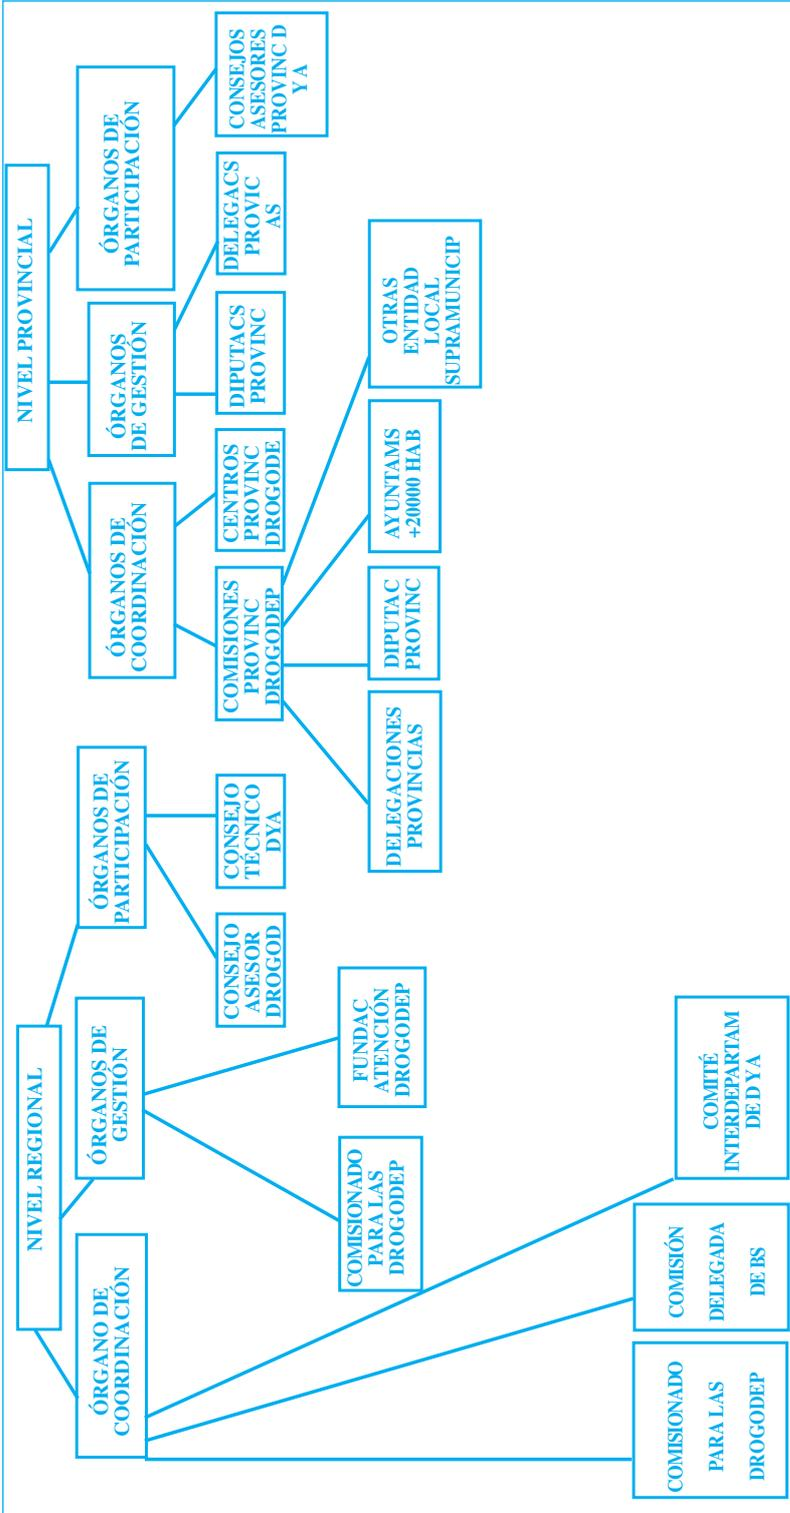 NIVEL REGIONAL
ÓRGANO DE
COORDINACIÓN
ÓRGANOS DE
GESTIÓN
ÓRGANOS DE
PARTICIPACIÓN
CONSEJO
ASESOR
DROGOD
CONSEJO
TÉCNICO
DYA
COMISIONADO
PARA LAS
DROGODEP
FUNDAC
ATENCIÓN
DROGODEP
COMISIONADO
PARA LAS
DROGODEP
COMISIÓN
DELEGADA
DE BS
COMITÉ
INTERDEPARTAM
DE D Y A
NIVEL PROVINCIAL
ÓRGANOS DE
COORDINACIÓN
ÓRGANOS
DE GESTIÓN
ÓRGANOS DE
PARTICIPACIÓN
COMISIONES
PROVINC
DROGODEP
CENTROS
PROVINC
DROGODE
DIPUTACS
PROVINC
DELEGACS
PROVIC
AS
CONSEJOS
ASESORES
PROVINC D
Y A
DELEGACIONES
PROVINCIAS
DIPUTAC
PROVINC
AYUNTAMS
+20000 HAB
OTRAS
ENTIDAD
LOCAL
SUPRAMUNICIP